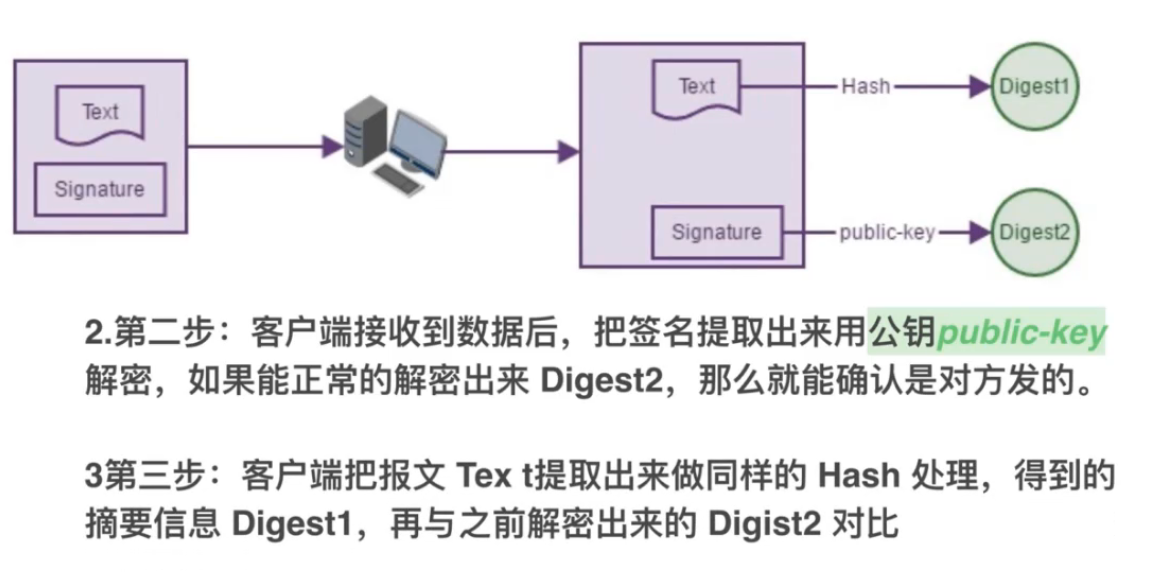 Text
Signature
Text
Hash
Digest1
Signature
public-key
Digest2
2.第二步：客户端接收到数据后，把签名提取出来用公钥public-key
解密，如果能正常的解密出来 Digest2，那么就能确认是对方发的。
3第三步：客户端把报文 Tex t提取出来做同样的 Hash 处理，得到的
摘要信息 Digest1，再与之前解密出来的 Digist2 对比